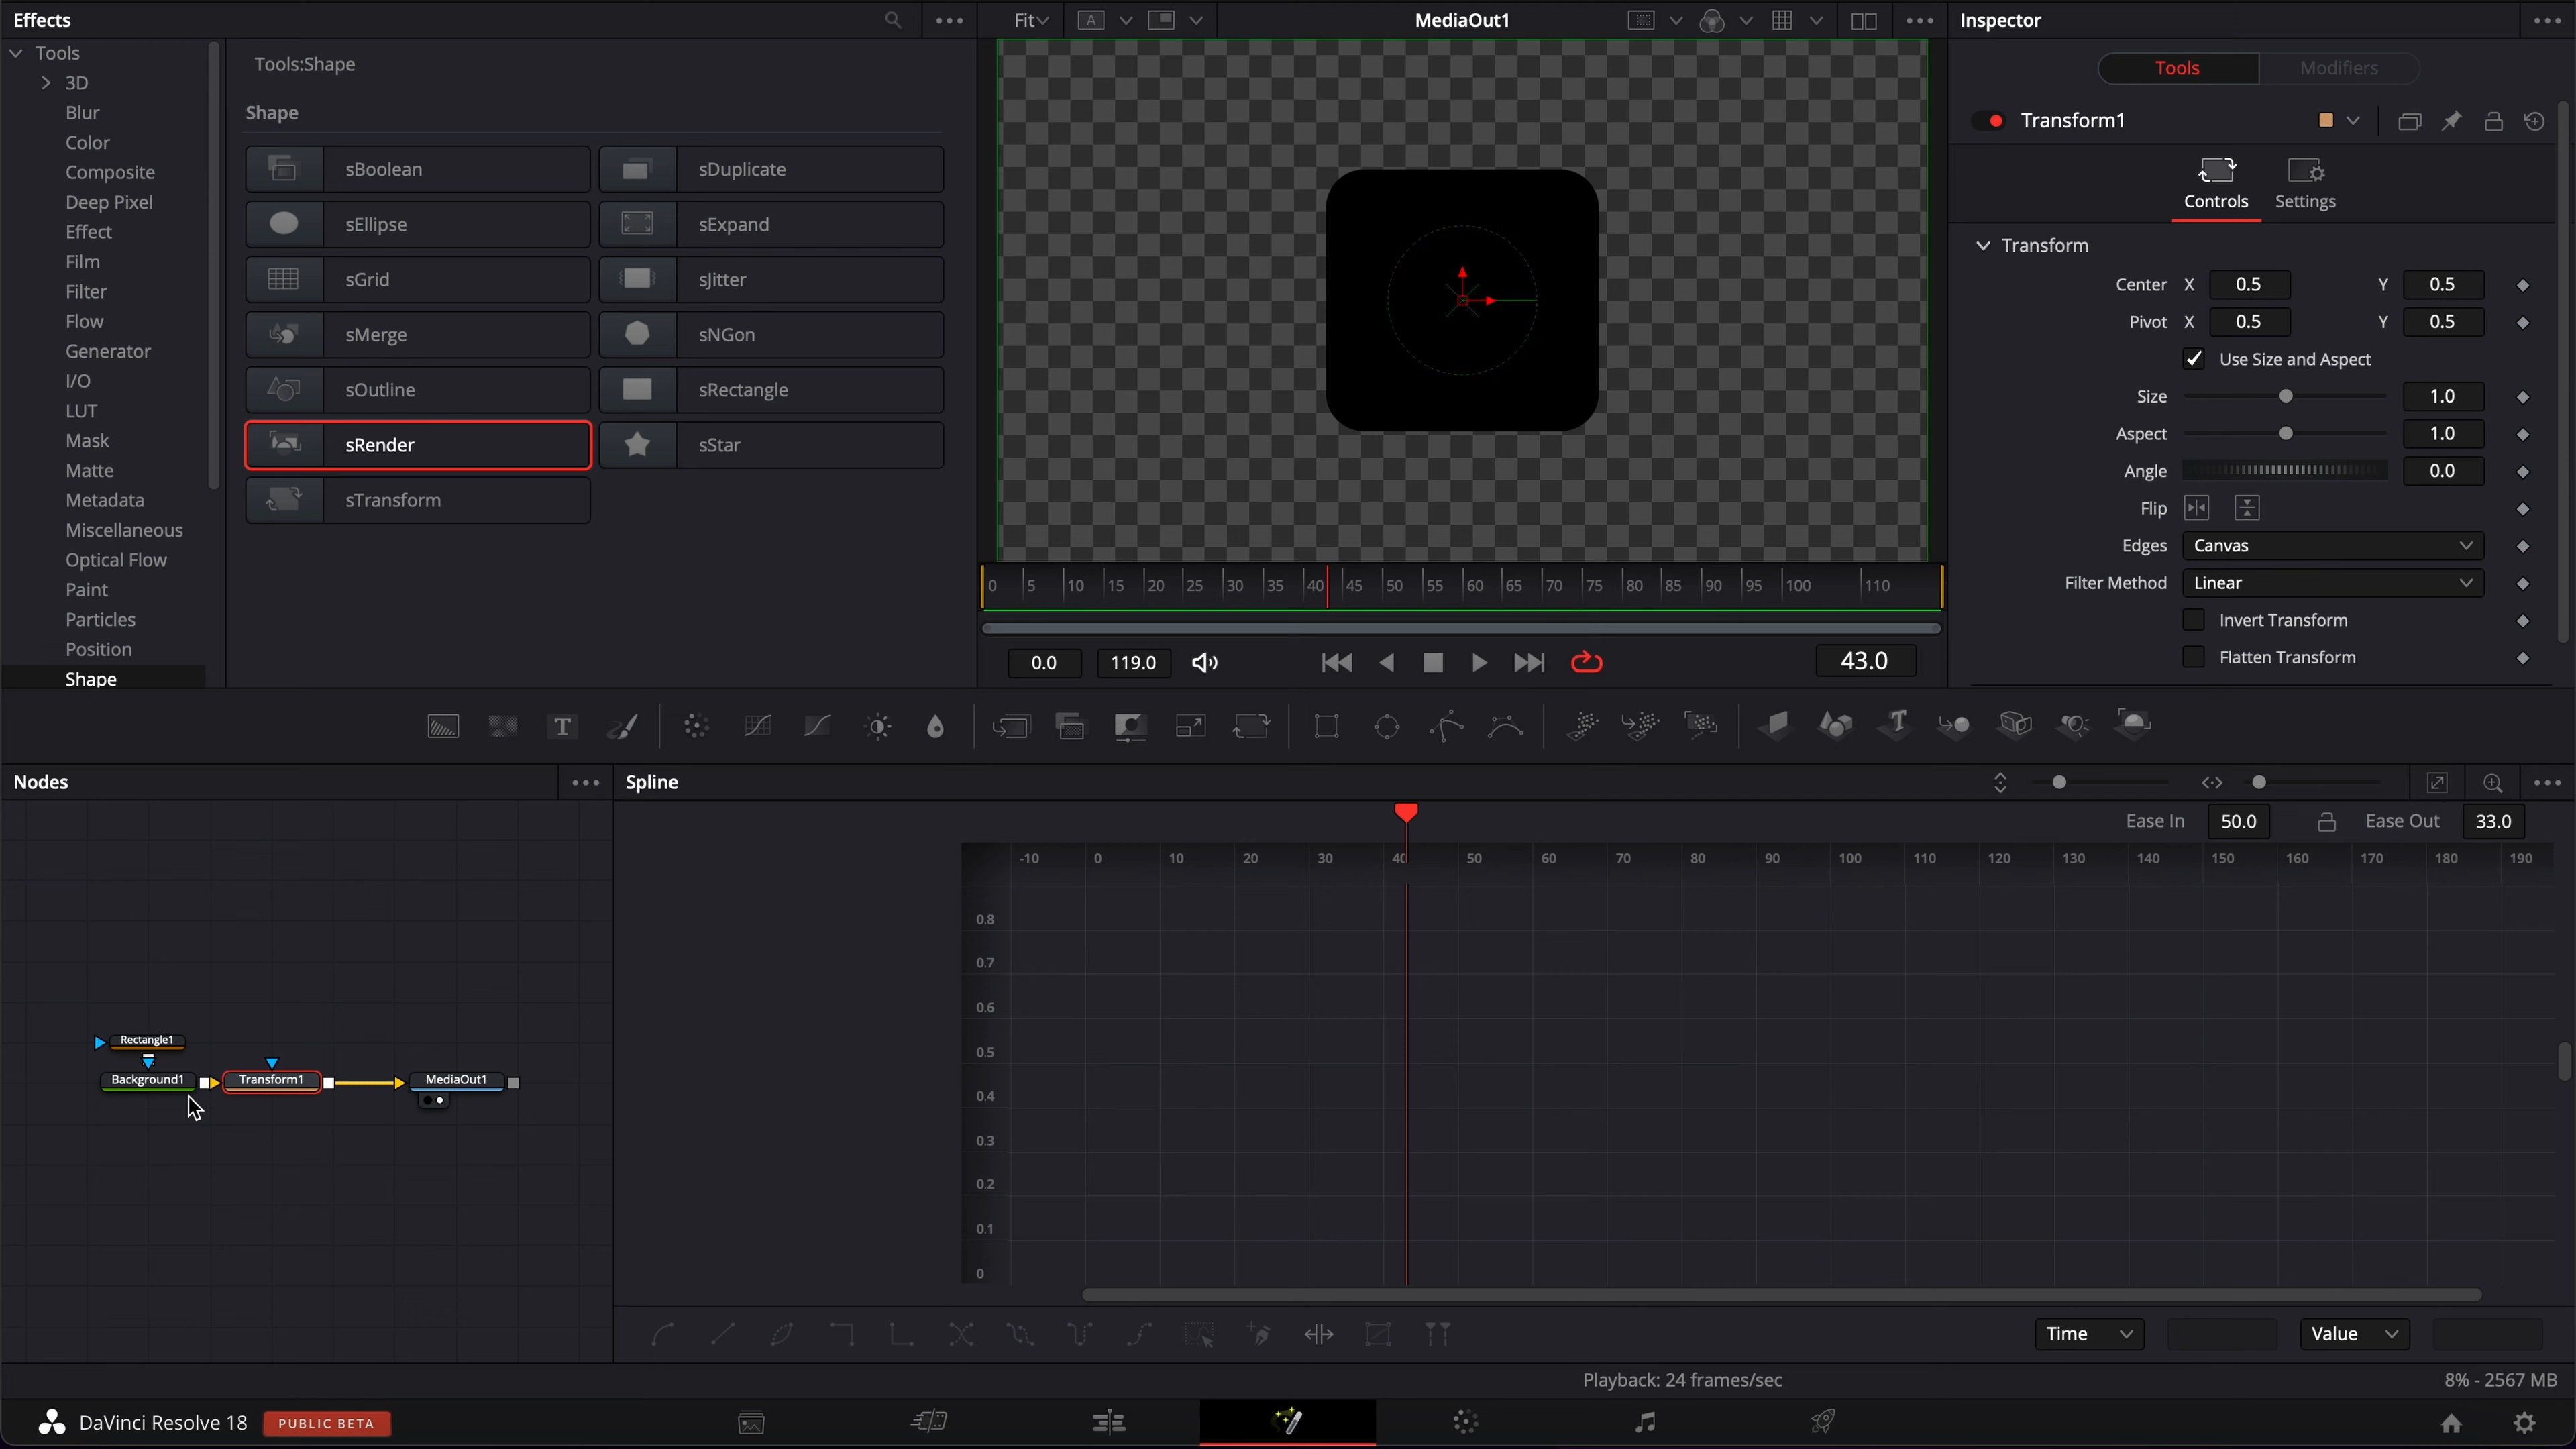 Effects
Fit
A
MediaOut1
Inspector
Tools
3D
Blur
Color
Composite
Deep Pixel
Effect
Film
Filter
Flow
Generator
I/O
LUT
Mask
Matte
Metadata
Miscellaneous
Optical Flow
Paint
Particles
Position
Shape
Tools:Shape
Shape
sBoolean
sDuplicate
sEllipse
sExpand
sGrid
sJitter
sMerge
sNGon
sOutline
sRectangle
sRender
sStar
sTransform
0 5 10 15 20 25 30 35 40 45 50 55 60 65 70 75 80 85 90 95 100 110
0.0
119.0
43.0
Tools
Modifiers
Transform1
Controls
Settings
Transform
Center X 0.5 Y 0.5
Pivot X 0.5 Y 0.5
Use Size and Aspect
Size 1.0
Aspect 1.0
Angle 0.0
Flip
Edges Canvas
Filter Method Linear
Invert Transform
Flatten Transform
T
T
Nodes
Rectangle1
Background1
Transform1
MediaOut1
Spline
Ease In 50.0 Ease Out 33.0
-10 0 10 20 30 40 50 60 70 80 90 100 110 120 130 140 150 160 170 180 190
0.8
0.7
0.6
0.5
0.4
0.3
0.2
0.1
0
Time
Value
Playback: 24 frames/sec
8% - 2567 MB
DaVinci Resolve 18
PUBLIC BETA